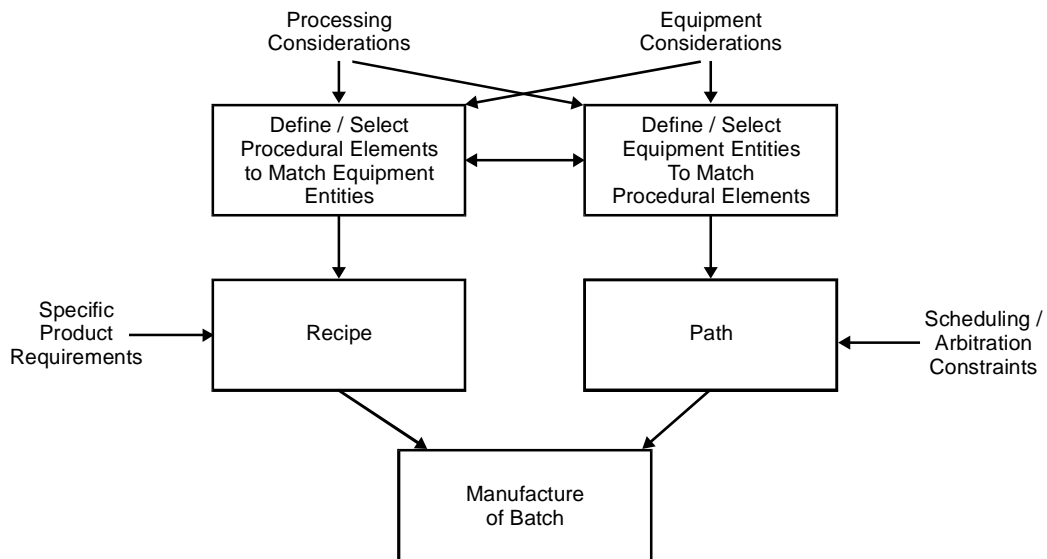 Processing
Considerations
Equipment
Considerations
Define / Select
Procedural Elements
to Match Equipment
Entities
Define / Select
Equipment Entities
To Match
Procedural Elements
Specific
Product
Requirements
Recipe
Path
Scheduling /
Arbitration
Constraints
Manufacture
of Batch